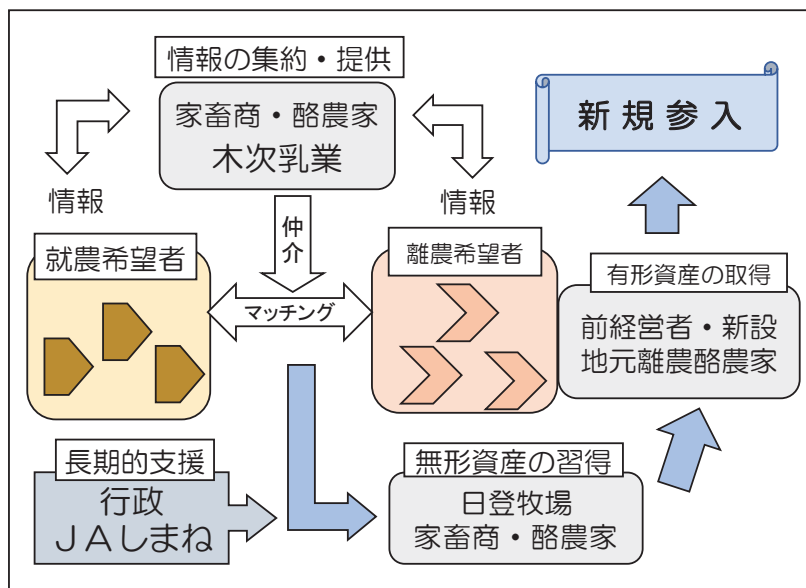 情報の集約・提供
家畜商・酪農家
木次乳業
新規参入
情報
情報
仲介
就農希望者
離農希望者
マッチング
有形資産の取得
前経営者・新設
地元離農酪農家
長期的支援
行政
JAしまね
無形資産の習得
日登牧場
家畜商・酪農家